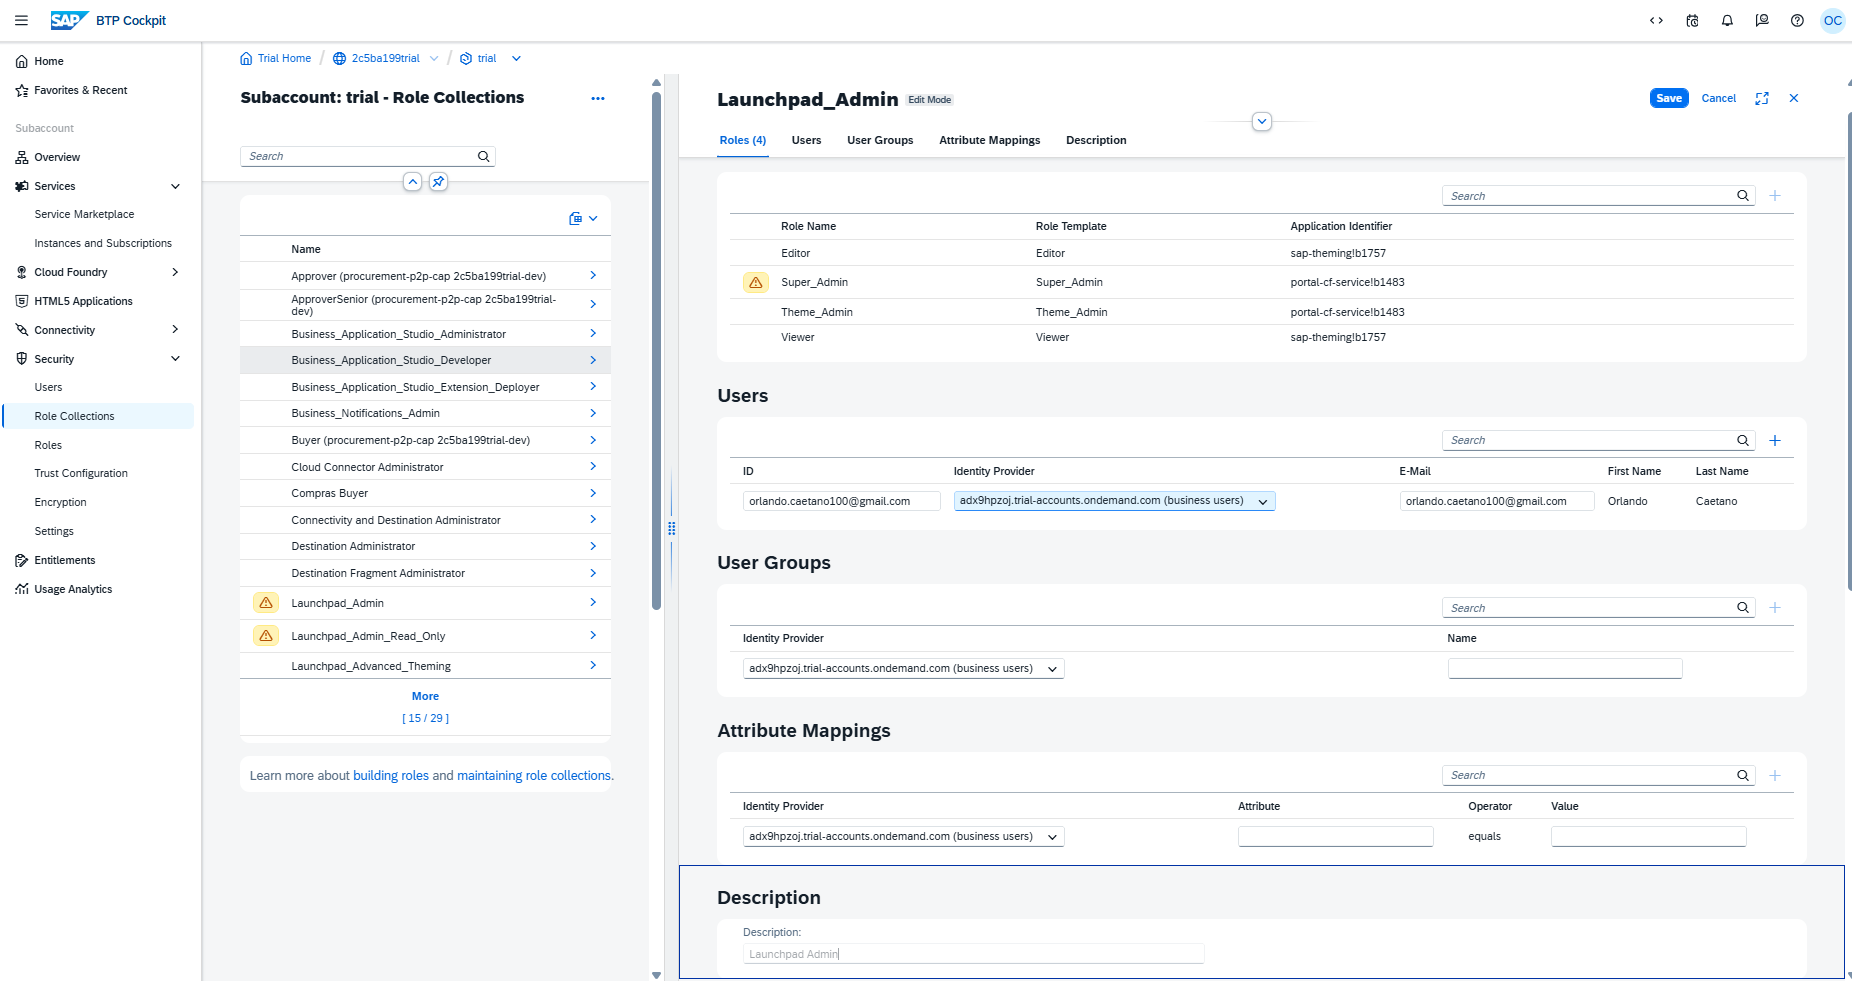 SAP BTP Cockpit OC
Home
Favorites & Recent
Subaccount
Overview
Services
Service Marketplace
Instances and Subscriptions
Cloud Foundry
HTML5 Applications
Connectivity
Security
Users
Role Collections
Roles
Trust Configuration
Encryption
Settings
Entitlements
Usage Analytics
Trial Home / 2c5ba199trial / trial
Subaccount: trial - Role Collections
Search
Name
Approver (procurement-p2p-cap 2c5ba199trial-dev)
ApproverSenior (procurement-p2p-cap 2c5ba199trial-
dev)
Business_Application_Studio_Administrator
Business_Application_Studio_Developer
Business_Application_Studio_Extension_Deployer
Business_Notifications_Admin
Buyer (procurement-p2p-cap 2c5ba199trial-dev)
Cloud Connector Administrator
Compras Buyer
Connectivity and Destination Administrator
Destination Administrator
Destination Fragment Administrator
Launchpad_Admin
Launchpad_Admin_Read_Only
Launchpad_Advanced_Theming
More
[ 15 / 29 ]
Learn more about building roles and maintaining role collections.
Launchpad_Admin Edit Mode Save Cancel
Roles (4) Users User Groups Attribute Mappings Description
Search
Role Name Role Template Application Identifier
Editor Editor sap-theming!b1757
Super_Admin Super_Admin portal-cf-service!b1483
Theme_Admin Theme_Admin portal-cf-service!b1483
Viewer Viewer sap-theming!b1757
Users
Search
ID Identity Provider E-Mail First Name Last Name
orlando.caetano100@gmail.com adx9hpzoj.trial-accounts.ondemand.com (business users) orlando.caetano100@gmail.com Orlando Caetano
User Groups
Search
Identity Provider Name
adx9hpzoj.trial-accounts.ondemand.com (business users)
Attribute Mappings
Search
Identity Provider Attribute Operator Value
adx9hpzoj.trial-accounts.ondemand.com (business users) equals
Description
Description:
Launchpad Admin